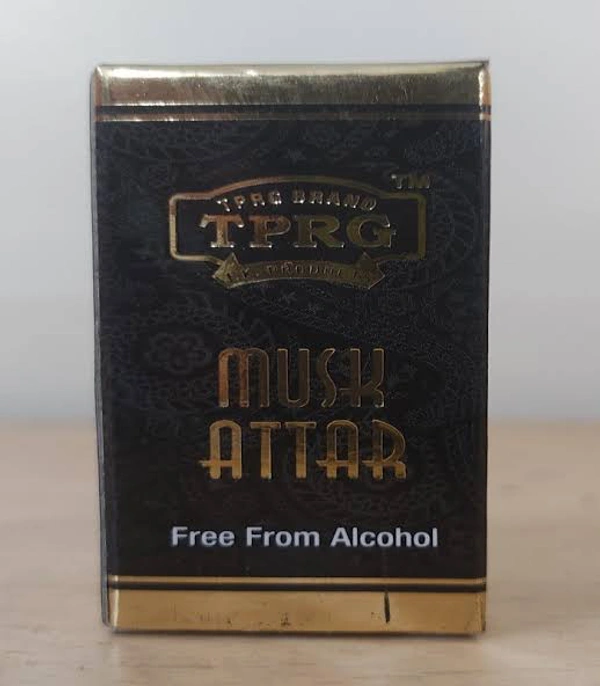 TM
TPRG BRAND
TPRG
MUSK
ATTAR
Free From Alcohol